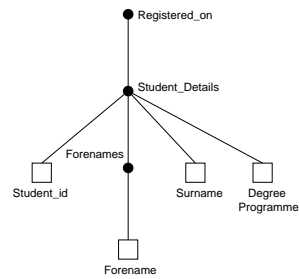 Registered_on
Student_Details
Forenames
Student_id
Surname
Degree
Programme
Forename